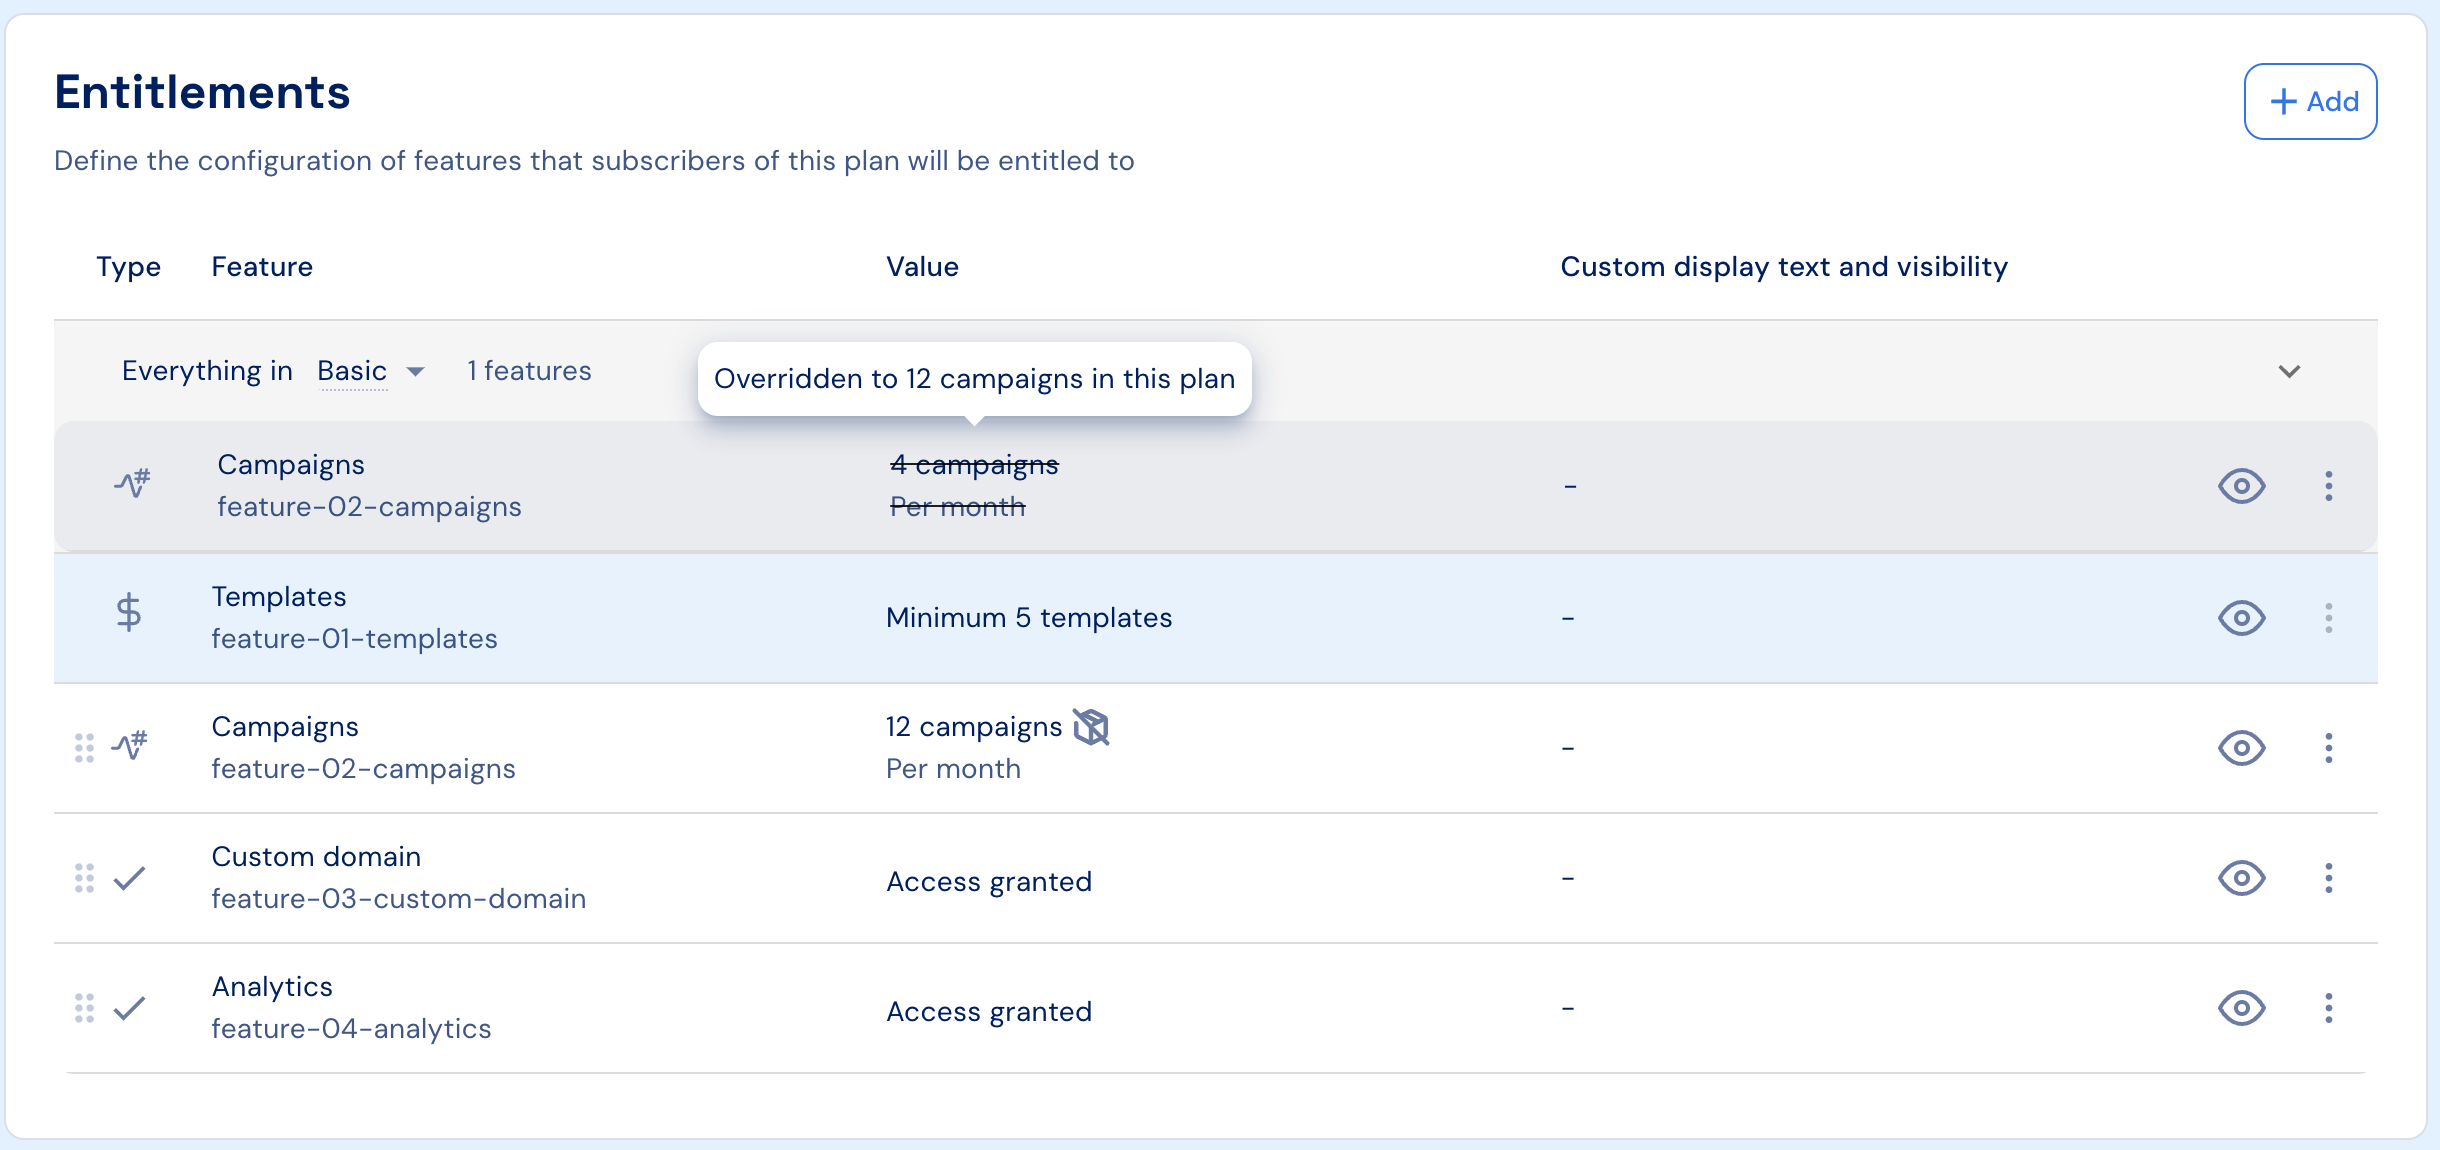 Entitlements
+ Add
Define the configuration of features that subscribers of this plan will be entitled to
Type Feature Value Custom display text and visibility
Everything in Basic 1 features
Overridden to 12 campaigns in this plan
Campaigns
feature-02-campaigns
4 campaigns
Per month
-
Templates
feature-01-templates
Minimum 5 templates
-
Campaigns
feature-02-campaigns
12 campaigns
Per month
-
Custom domain
feature-03-custom-domain
Access granted
-
Analytics
feature-04-analytics
Access granted
-